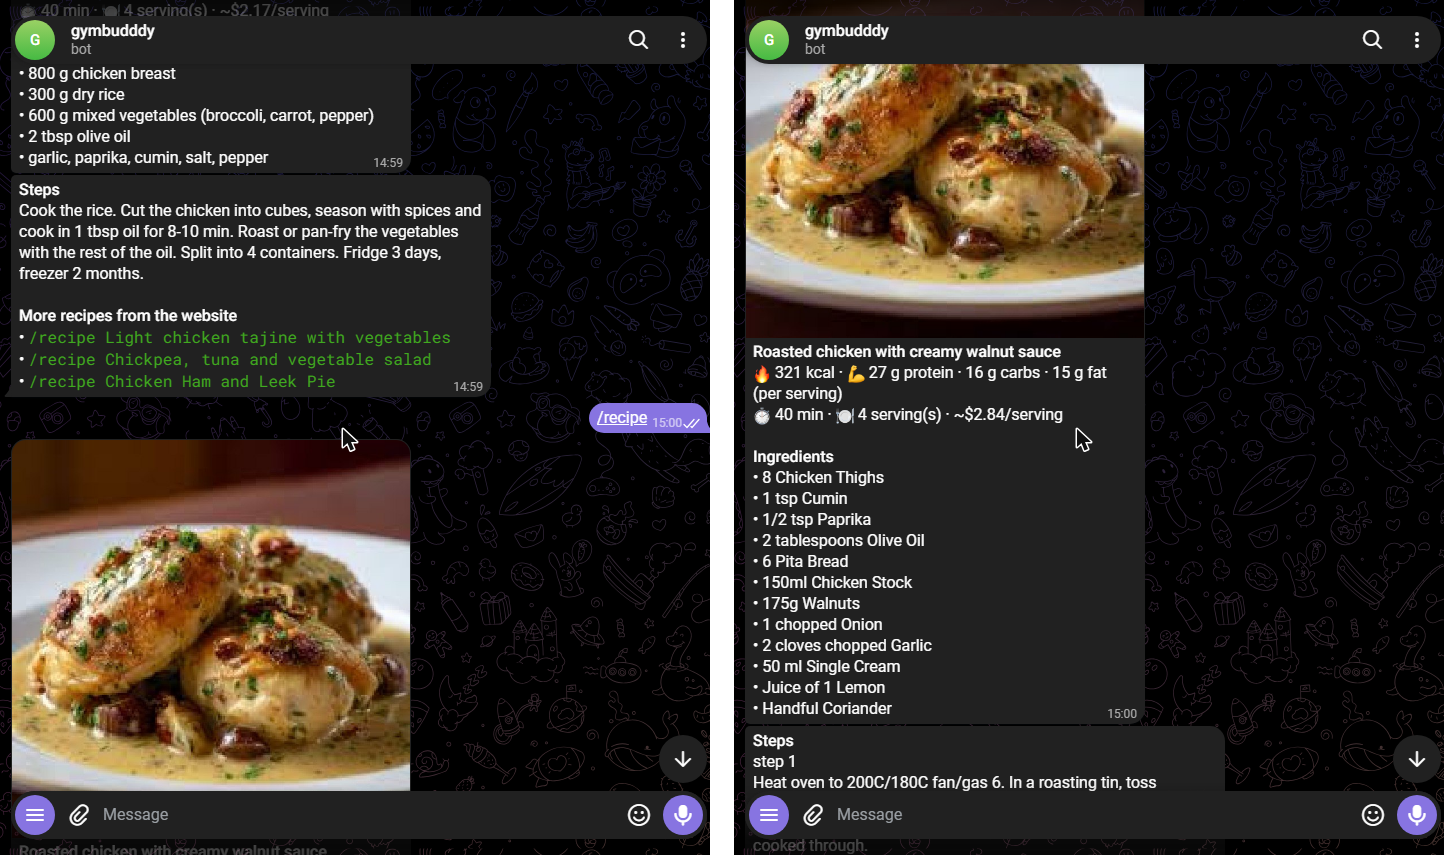 40 min · 🍽 4 serving(s) · ~$2.17/serving
G
gymbudddy
bot
• 800 g chicken breast
• 300 g dry rice
• 600 g mixed vegetables (broccoli, carrot, pepper)
• 2 tbsp olive oil
• garlic, paprika, cumin, salt, pepper
14:59
Steps
Cook the rice. Cut the chicken into cubes, season with spices and
cook in 1 tbsp oil for 8-10 min. Roast or pan-fry the vegetables
with the rest of the oil. Split into 4 containers. Fridge 3 days,
freezer 2 months.
More recipes from the website
• /recipe Light chicken tajine with vegetables
• /recipe Chickpea, tuna and vegetable salad
• /recipe Chicken Ham and Leek Pie
14:59
/recipe 15:00
Message
Roasted chicken with creamy walnut sauce
G
gymbudddy
bot
Roasted chicken with creamy walnut sauce
🔥 321 kcal · 💪 27 g protein · 16 g carbs · 15 g fat
(per serving)
⏱ 40 min · 🍽 4 serving(s) · ~$2.84/serving
Ingredients
• 8 Chicken Thighs
• 1 tsp Cumin
• 1/2 tsp Paprika
• 2 tablespoons Olive Oil
• 6 Pita Bread
• 150ml Chicken Stock
• 175g Walnuts
• 1 chopped Onion
• 2 cloves chopped Garlic
• 50 ml Single Cream
• Juice of 1 Lemon
• Handful Coriander
15:00
Steps
step 1
Heat oven to 200C/180C fan/gas 6. In a roasting tin, toss
Message
cooked through.